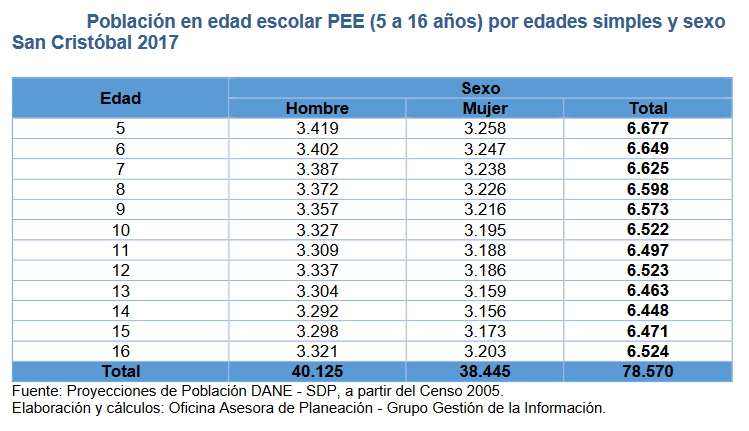 Población en edad escolar PEE (5 a 16 años) por edades simples y sexo
San Cristóbal 2017
Edad Sexo
Hombre Mujer Total
5 3.419 3.258 6.677
6 3.402 3.247 6.649
7 3.387 3.238 6.625
8 3.372 3.226 6.598
9 3.357 3.216 6.573
10 3.327 3.195 6.522
11 3.309 3.188 6.497
12 3.337 3.186 6.523
13 3.304 3.159 6.463
14 3.292 3.156 6.448
15 3.298 3.173 6.471
16 3.321 3.203 6.524
Total 40.125 38.445 78.570
Fuente: Proyecciones de Población DANE - SDP, a partir del Censo 2005.
Elaboración y cálculos: Oficina Asesora de Planeación - Grupo Gestión de la Información.